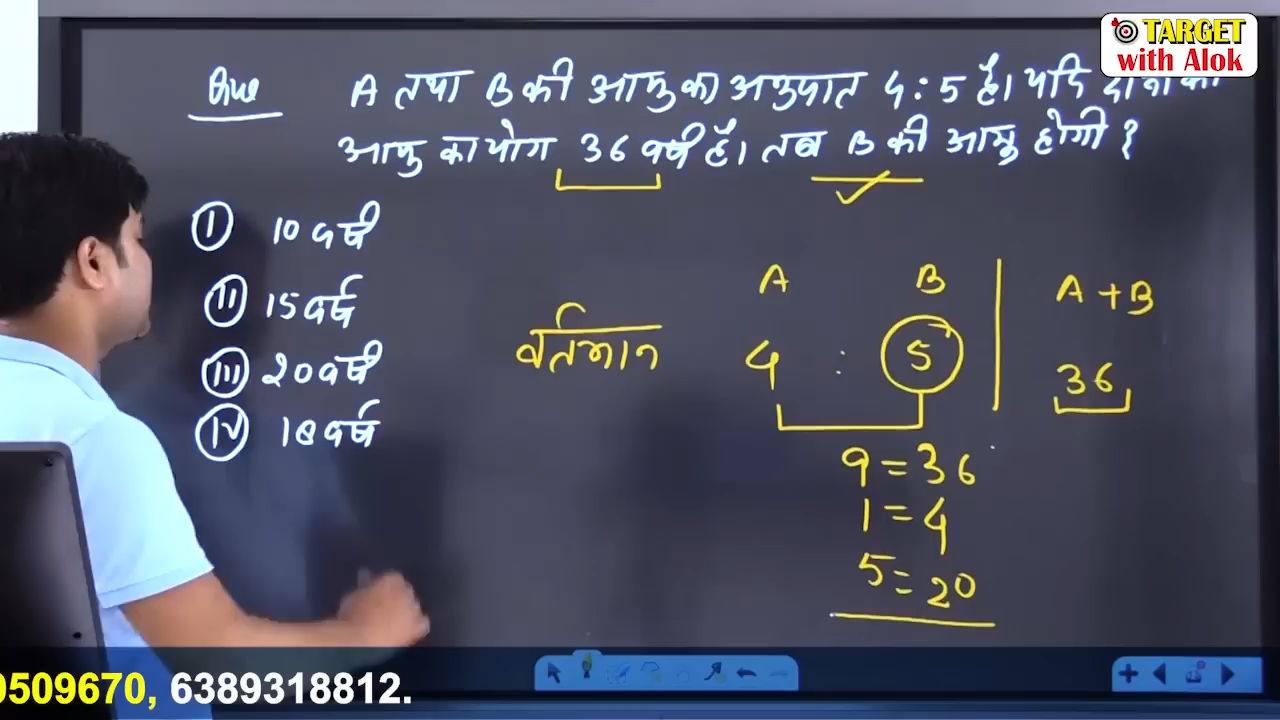 TARGET
with Alok
Que A तथा B की आयु का अनुपात 4 : 5 है। यदि दोनो की
आयु का योग 36 वर्ष है। तब B की आयु होगी ?
I 10 वर्ष
II 15 वर्ष
III 20 वर्ष
IV 18 वर्ष
A B A + B
वर्तमान 4 : 5 36
9 = 36
1 = 4
5 = 20
0509670, 6389318812.